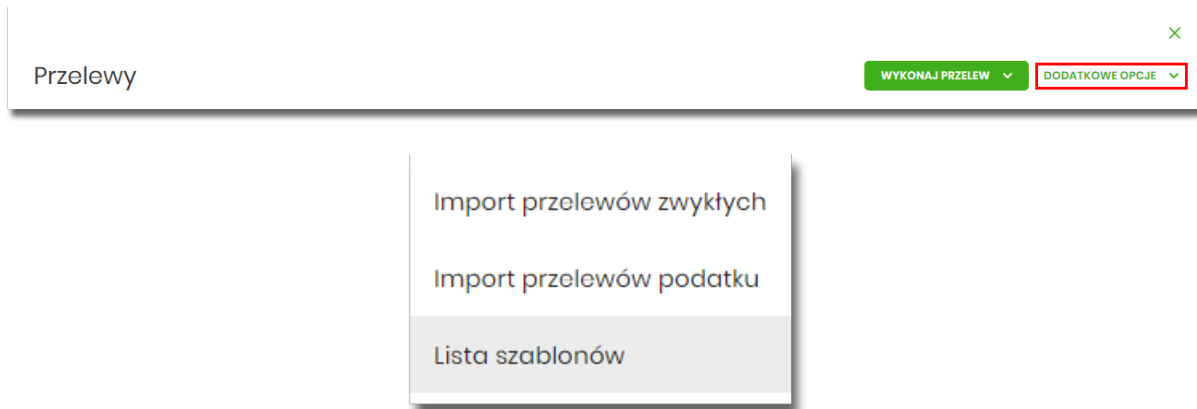 Przelewy
WYKONAJ PRZELEW
DODATKOWE OPCJE
Import przelewów zwykłych
Import przelewów podatku
Lista szablonów